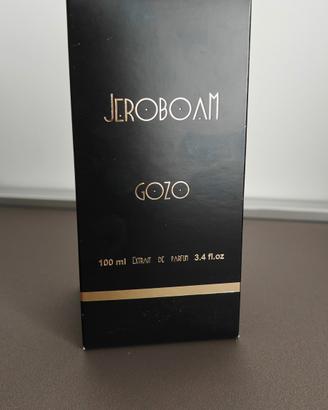 JEROBOAM
GOZO
100 ml EXTRAIT DE PARFUM 3.4 fl.oz